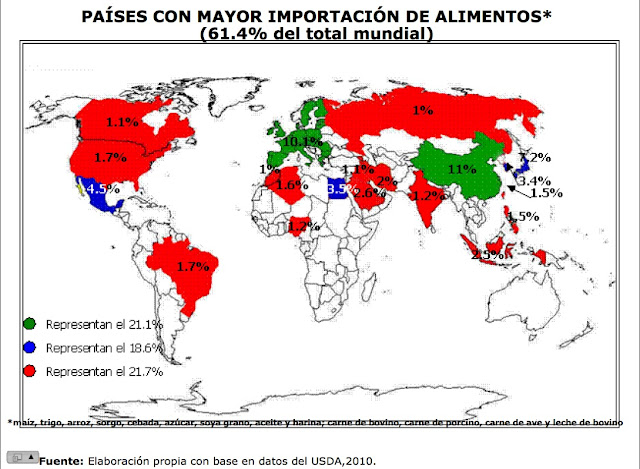 PAÍSES CON MAYOR IMPORTACIÓN DE ALIMENTOS*
(61.4% del total mundial)
1.1%
1%
1.7%
10.1%
7.2%
11%
3.4%
1.5%
1%
1.6%
1.1%
2%
2.6%
3.5%
1.2%
4.5%
1.5%
1.2%
2.5%
1.7%
Representan el 21.1%
Representan el 18.6%
Representan el 21.7%
*maíz, trigo, arroz, sorgo, cebada, azúcar, soya grano, aceite y harina; carne de bovino, carne de porcino, carne de ave y leche de bovino
Fuente: Elaboración propia con base en datos del USDA,2010.